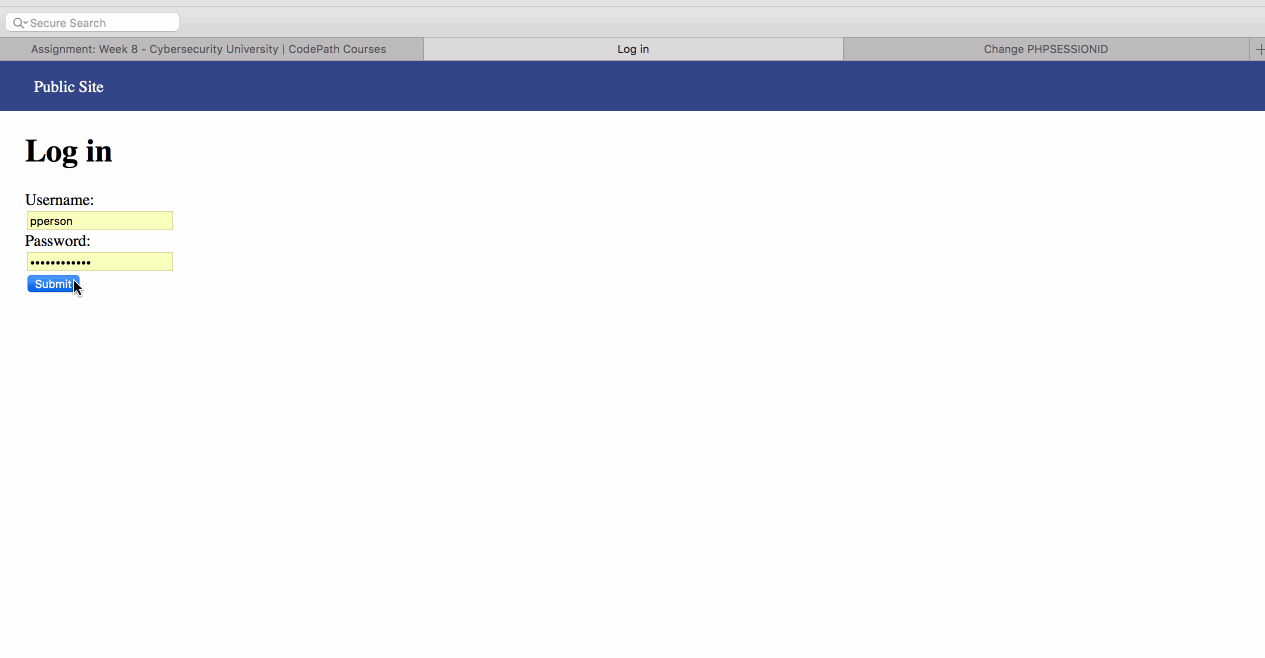 Secure Search
Assignment: Week 8 - Cybersecurity University | CodePath Courses
Log in
Change PHPSESSIONID
Public Site
Log in
Username:
pperson
Password:
••••••••••••
Submit